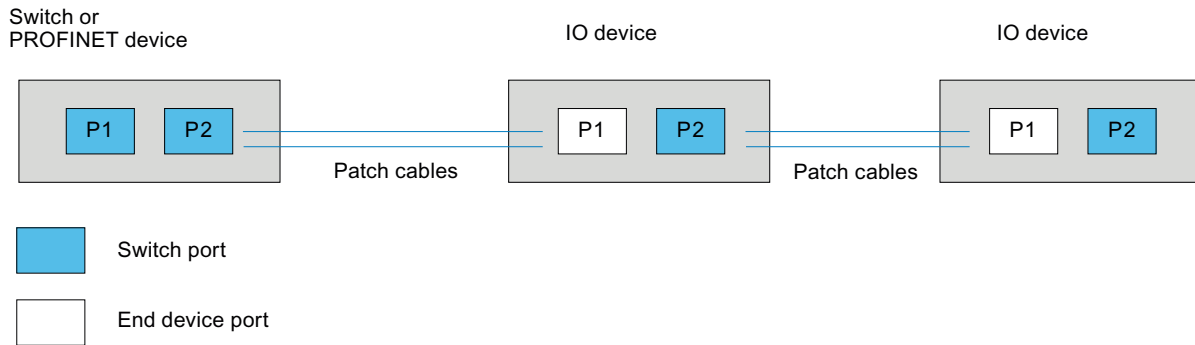 Switch or
PROFINET device
IO device
IO device
P1
P2
P1
P2
P1
P2
Patch cables
Patch cables
Switch port
End device port